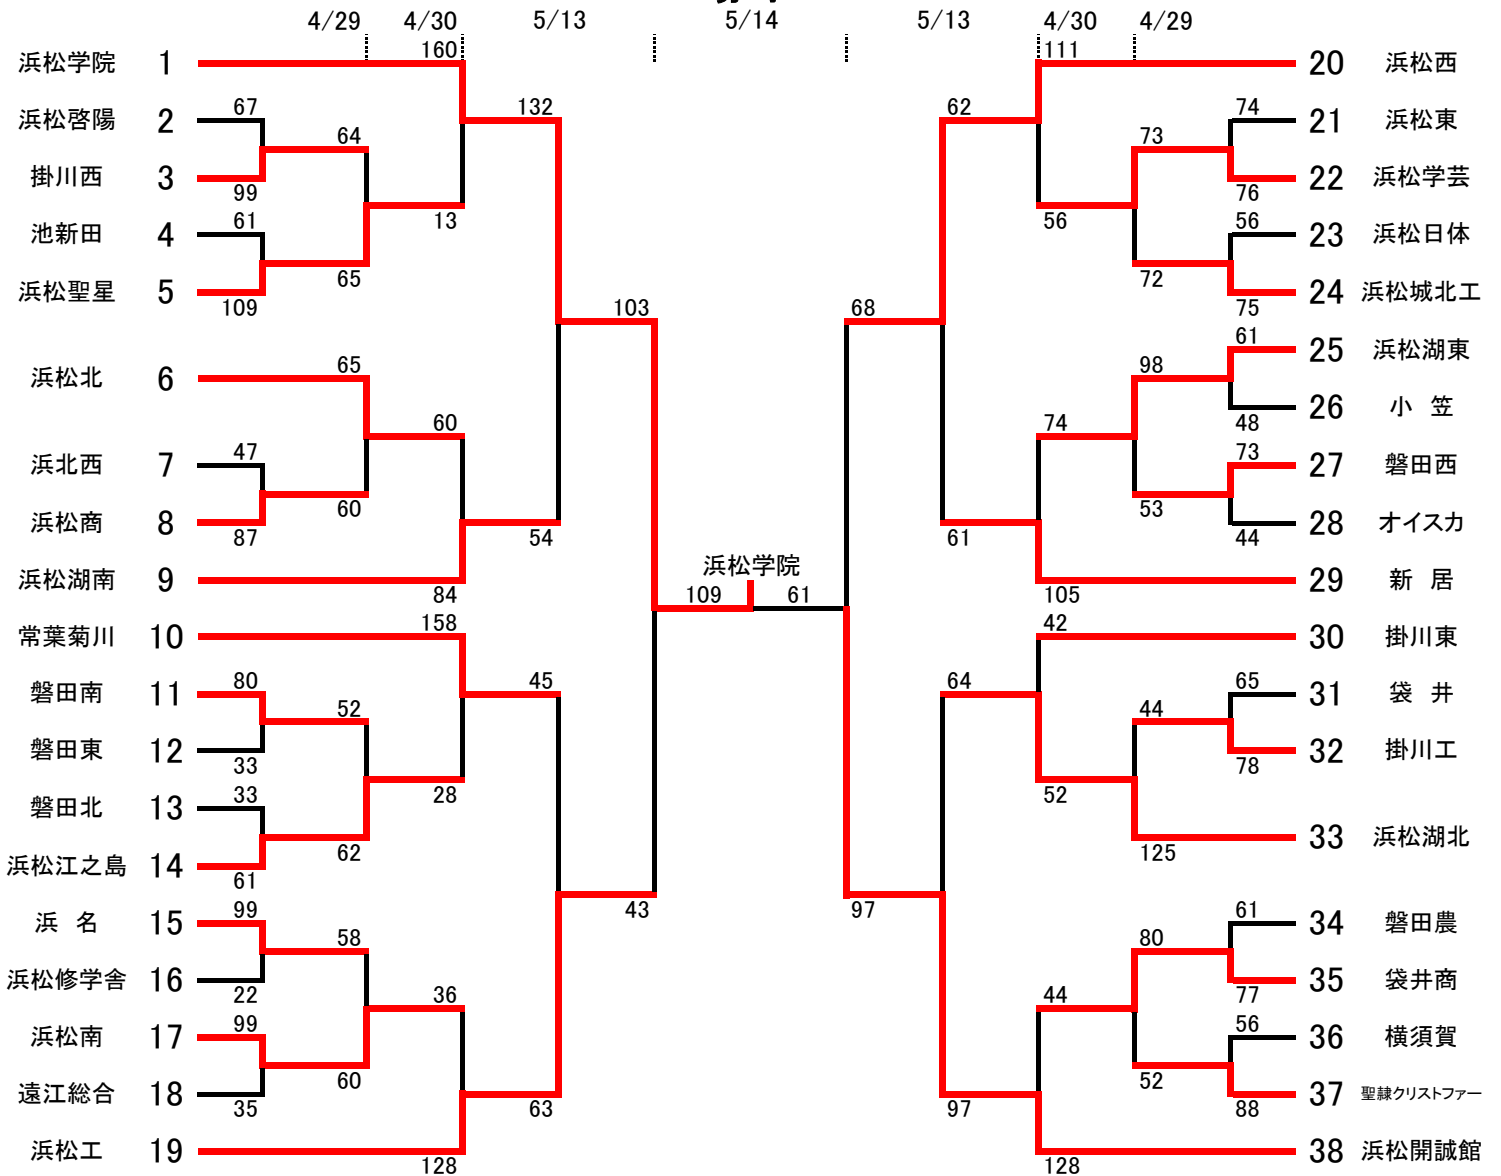 4/29 4/30 5/13 5/14 5/13 4/30 4/29
浜松学院 1 160 111 20 浜松西
浜松啓陽 2 67 132 62 74 21 浜松東
64 73
掛川西 3 99 76 22 浜松学芸
池新田 4 61 13 56 56 23 浜松日体
65 72
浜松聖星 5 109 75 24 浜松城北工
103 68
61 25 浜松湖東
浜松北 6 65 98
48 26 小 笠
60 74
浜北西 7 47 73 27 磐田西
60 53
浜松商 8 87 54 61 44 28 オイスカ
浜松学院
浜松湖南 9 84 105 29 新 居
109 61
常葉菊川 10 158 42 30 掛川東
磐田南 11 80 45 64 65 31 袋 井
52 44
磐田東 12 33 78 32 掛川工
磐田北 13 33 28 52
62 125 33 浜松湖北
浜松江之島 14 61
浜 名 15 99 43 97 61 34 磐田農
58 80
浜松修学舎 16 22 36 44 77 35 袋井商
浜松南 17 99 56 36 横須賀
60 52
遠江総合 18 35 63 97 88 37 聖隷クリストファー
浜松工 19 128 128 38 浜松開誠館